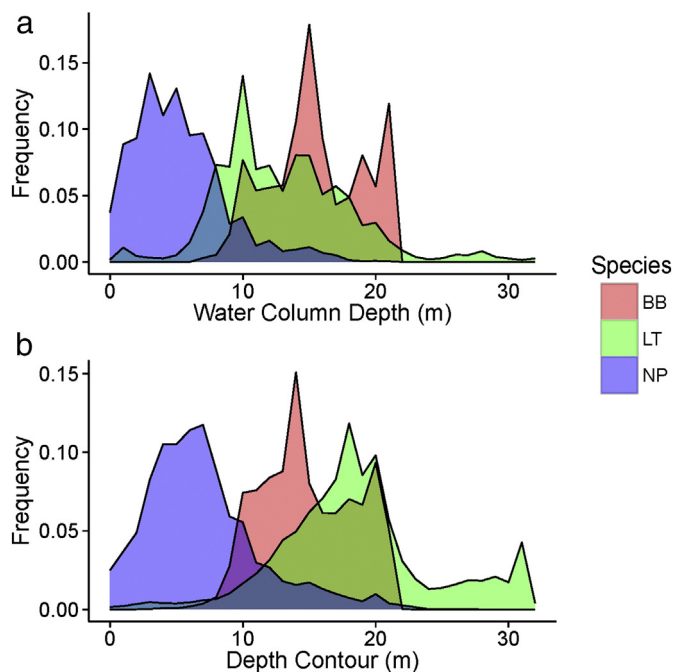 a
0.15
0.10
0.05
0.00
Frequency
0 10 20 30
Water Column Depth (m)
Species
BB
LT
NP
b
0.15
0.10
0.05
0.00
Frequency
0 10 20 30
Depth Contour (m)